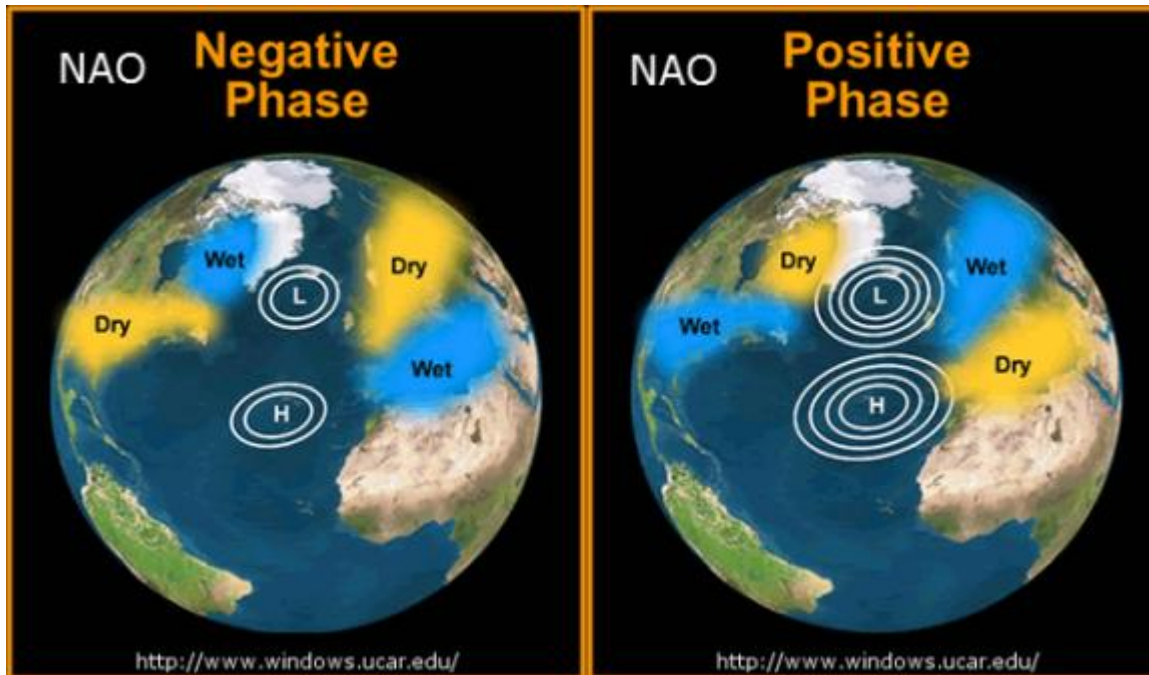 NAO
Negative
Phase
Wet
Dry
L
Dry
Wet
H
http://www.windows.ucar.edu/
NAO
Positive
Phase
Dry
Wet
L
Wet
Dry
H
http://www.windows.ucar.edu/